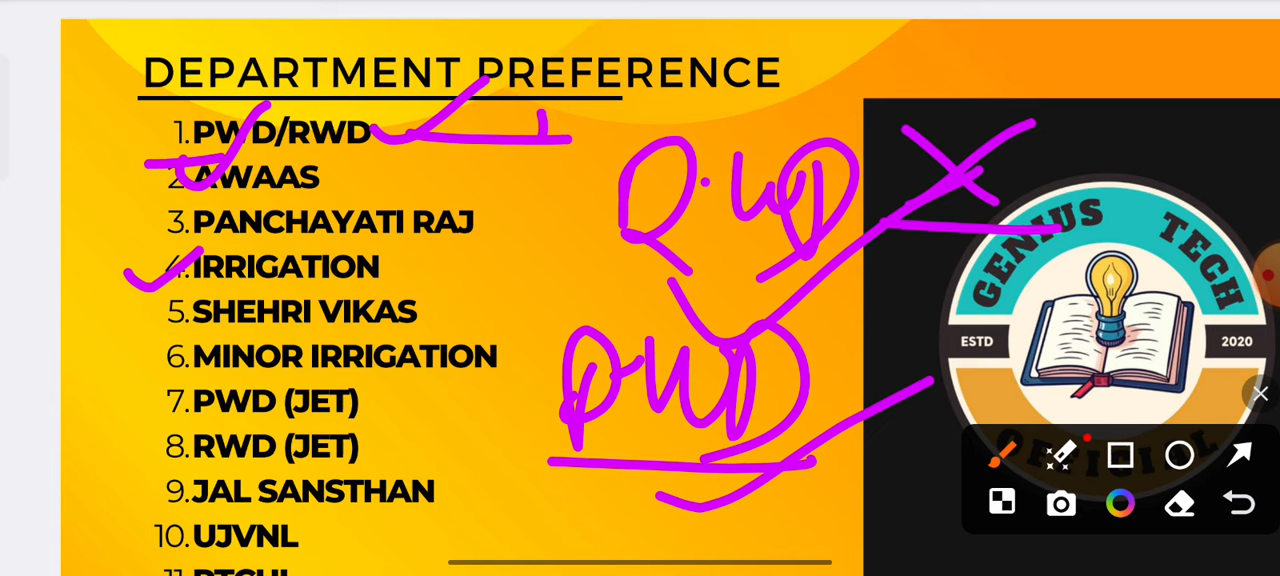 DEPARTMENT PREFERENCE
1. PWD/RWD
2. AWAAS
3. PANCHAYATI RAJ
4. IRRIGATION
5. SHEHRI VIKAS
6. MINOR IRRIGATION
7. PWD (JET)
8. RWD (JET)
9. JAL SANSTHAN
10. UJVNL
PWD
GENIUS TECH
ESTD
2020
OFFICIAL